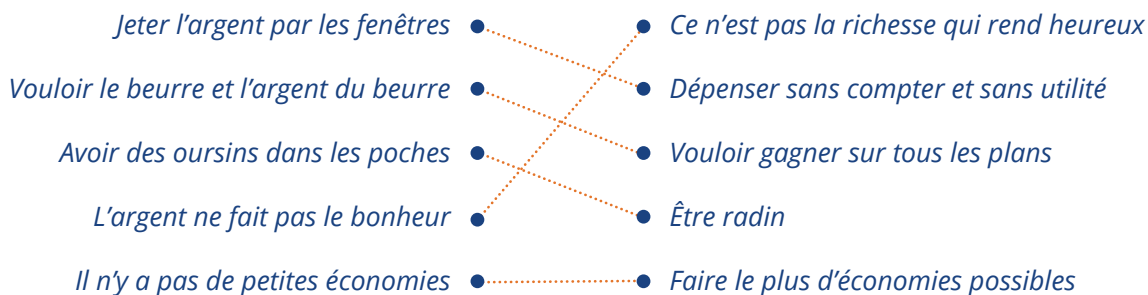 Jeter l’argent par les fenêtres
Ce n’est pas la richesse qui rend heureux
Vouloir le beurre et l’argent du beurre
Dépenser sans compter et sans utilité
Avoir des oursins dans les poches
Vouloir gagner sur tous les plans
L’argent ne fait pas le bonheur
Être radin
Il n’y a pas de petites économies
Faire le plus d’économies possibles